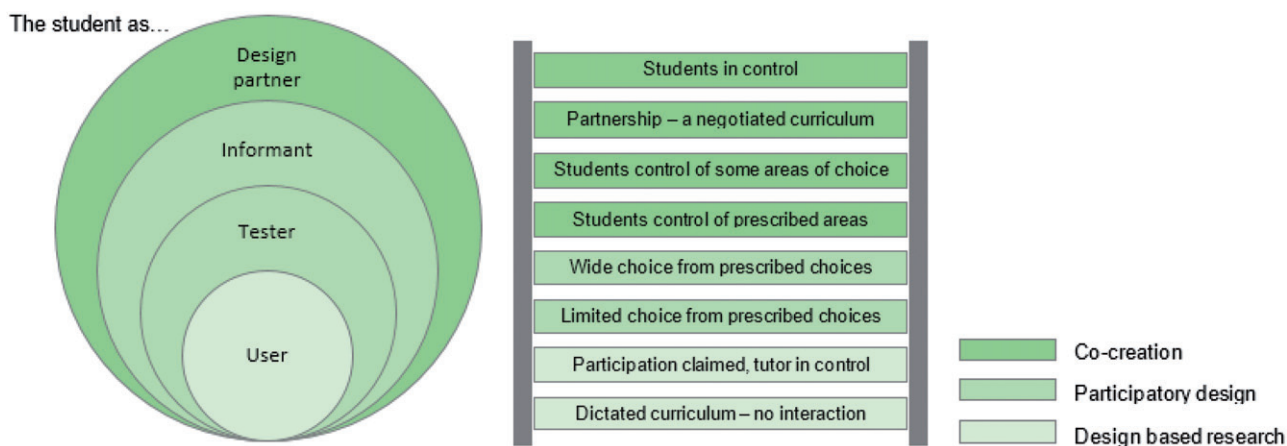 The student as...
Design
partner
Informant
Tester
User
Students in control
Partnership – a negotiated curriculum
Students control of some areas of choice
Students control of prescribed areas
Wide choice from prescribed choices
Limited choice from prescribed choices
Participation claimed, tutor in control
Dictated curriculum – no interaction
Co-creation
Participatory design
Design based research